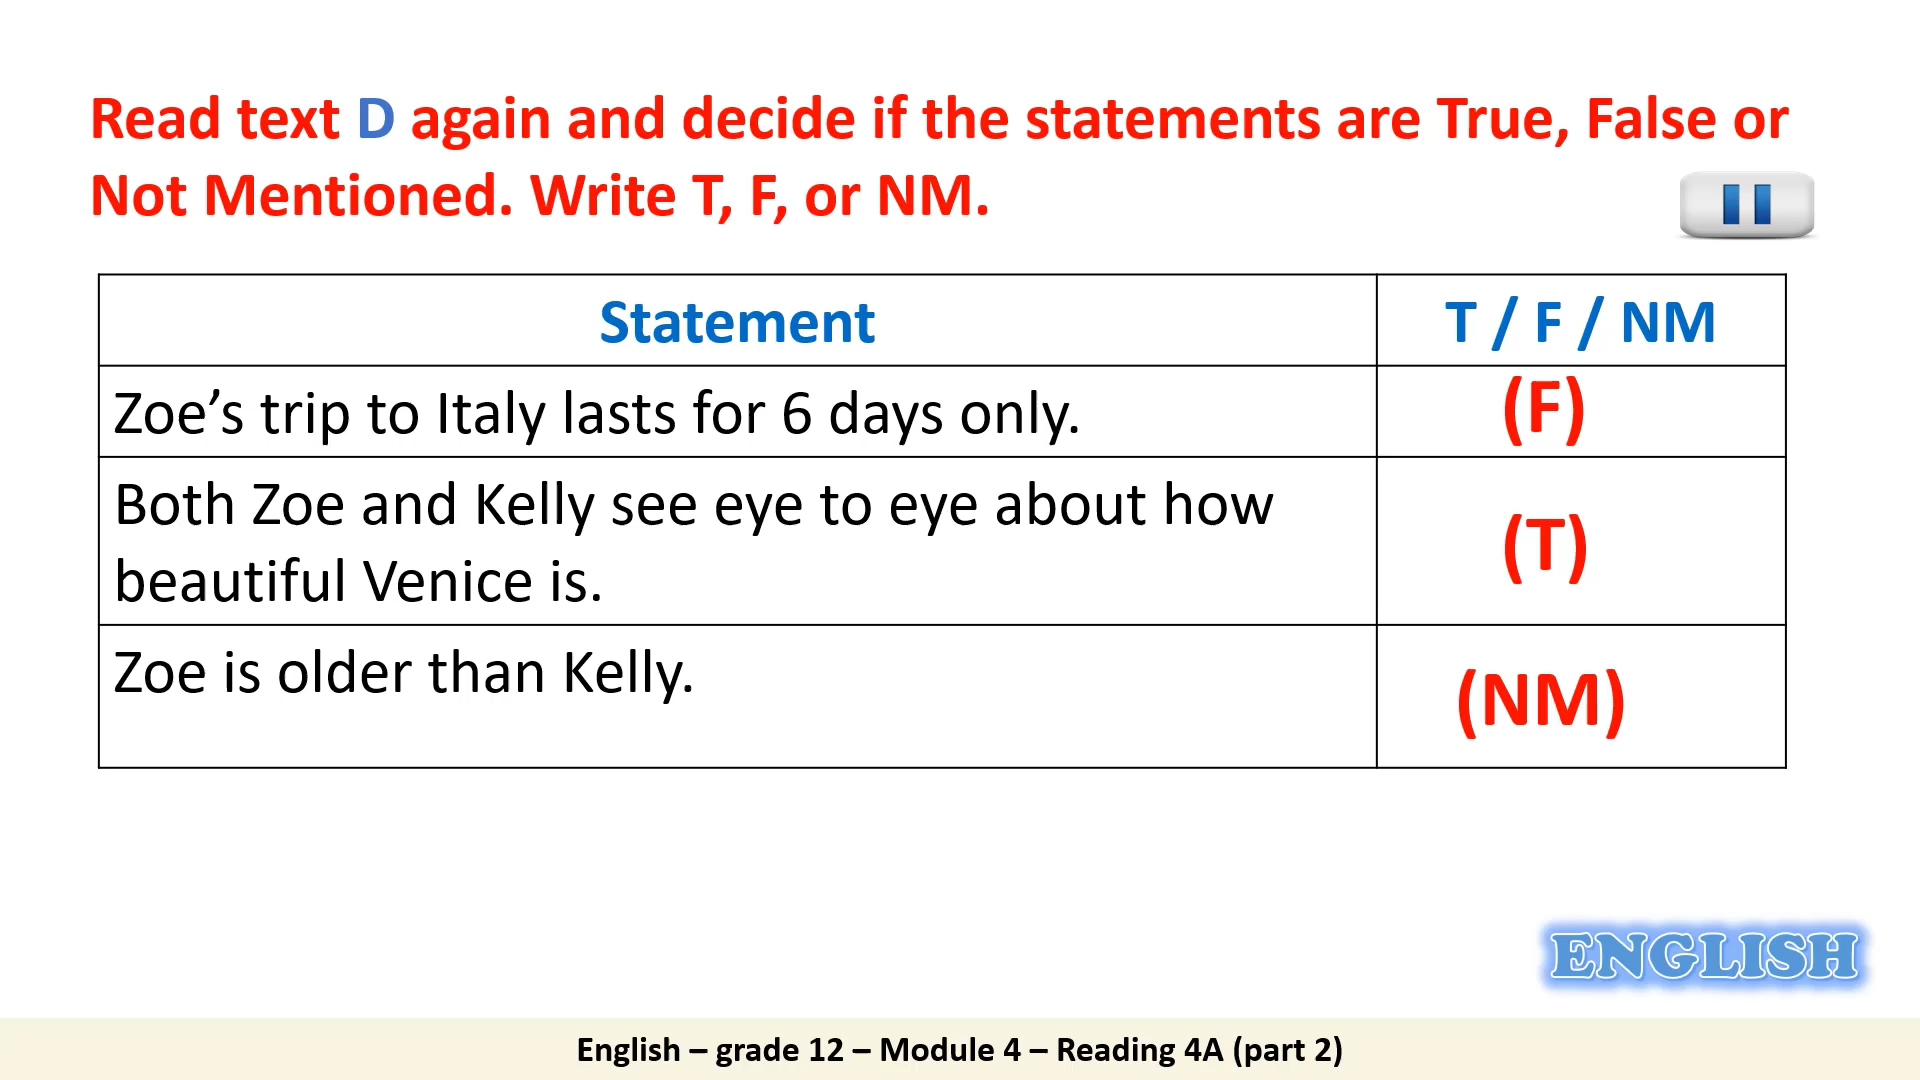 Read text D again and decide if the statements are True, False or
Not Mentioned. Write T, F, or NM.
Statement
T / F / NM
Zoe’s trip to Italy lasts for 6 days only.
(F)
Both Zoe and Kelly see eye to eye about how
beautiful Venice is.
(T)
Zoe is older than Kelly.
(NM)
ENGLISH
English – grade 12 – Module 4 – Reading 4A (part 2)